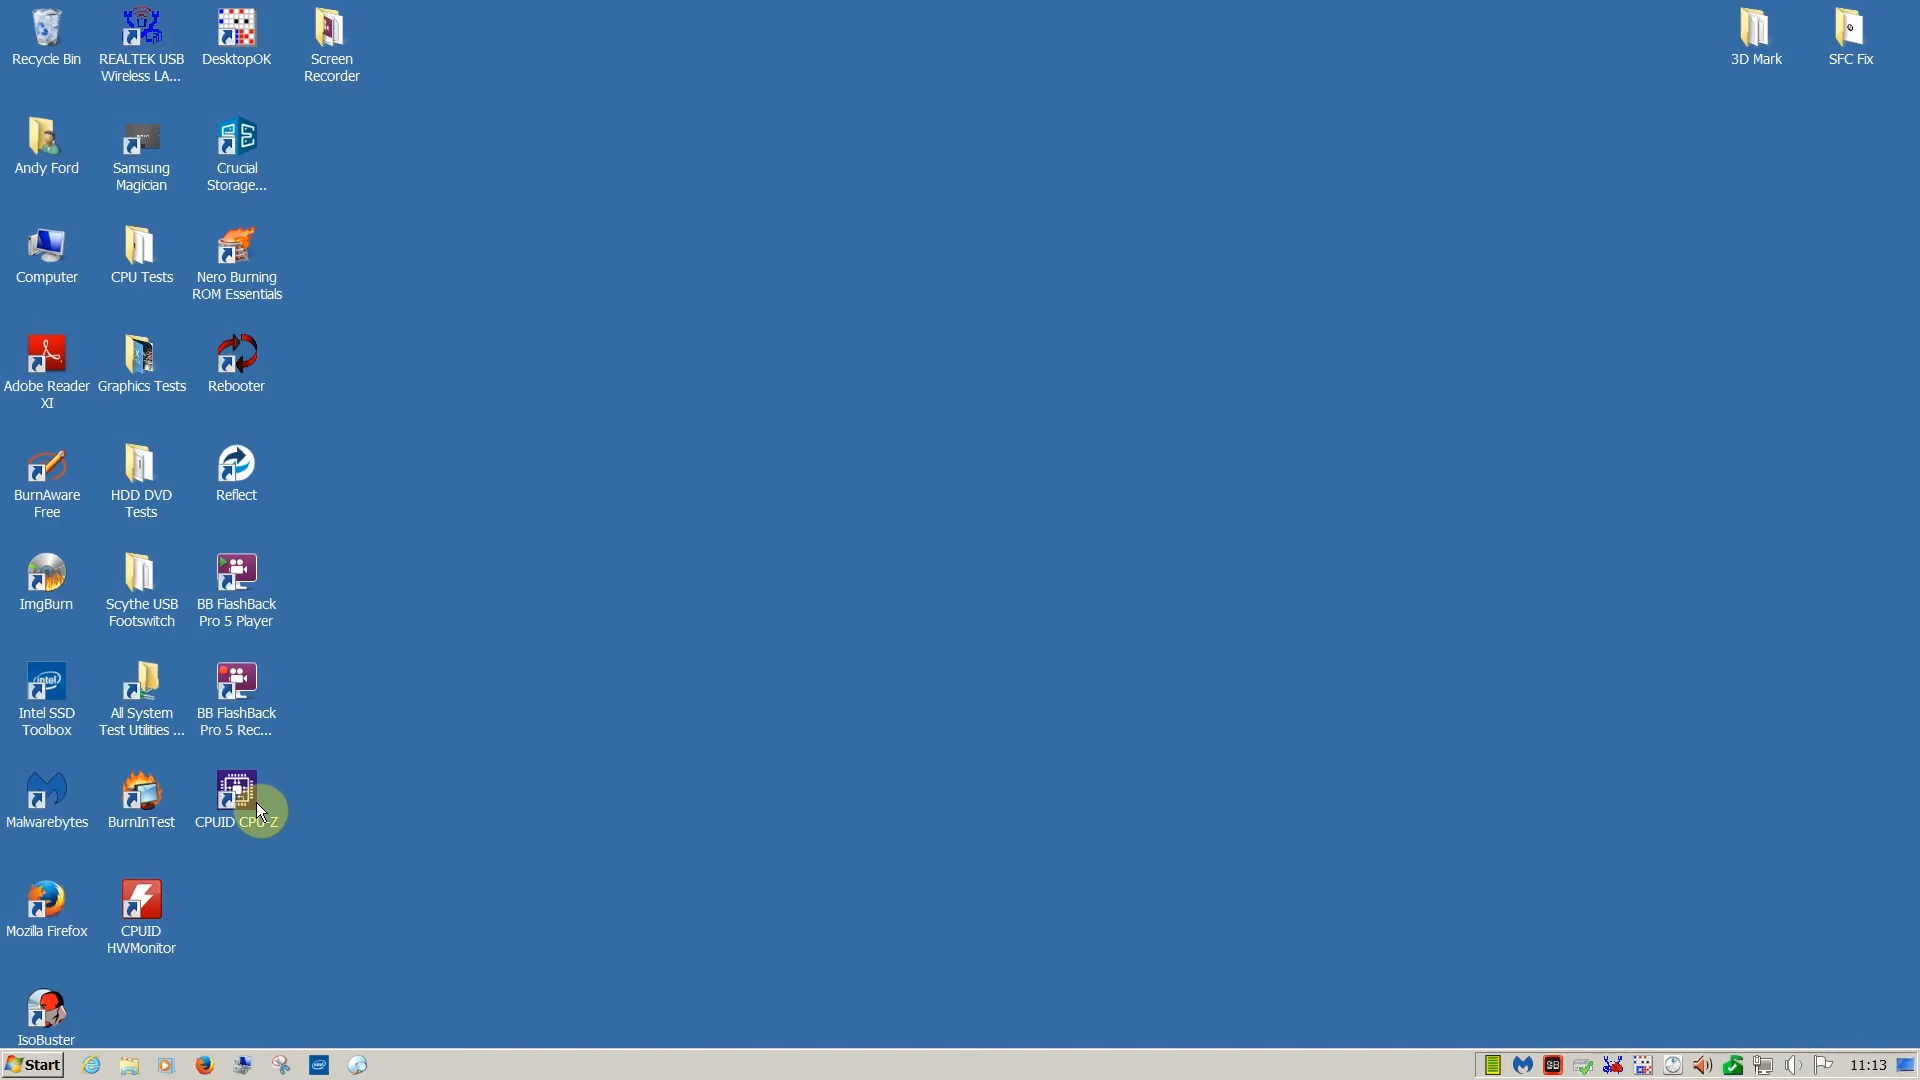 Recycle Bin
REALTEK USB
Wireless LA...
DesktopOK
Screen
Recorder
3D Mark
SFC Fix
Andy Ford
Samsung
Magician
Crucial
Storage...
Computer
CPU Tests
Nero Burning
ROM Essentials
Adobe Reader
XI
Graphics Tests
Rebooter
BurnAware
Free
HDD DVD
Tests
Reflect
ImgBurn
Scythe USB
Footswitch
BB FlashBack
Pro 5 Player
intel
Intel SSD
Toolbox
All System
Test Utilities ...
BB FlashBack
Pro 5 Rec...
Malwarebytes
BurnInTest
CPUID CPU-Z
Mozilla Firefox
CPUID
HWMonitor
IsoBuster
Start
intel
SB
11:13